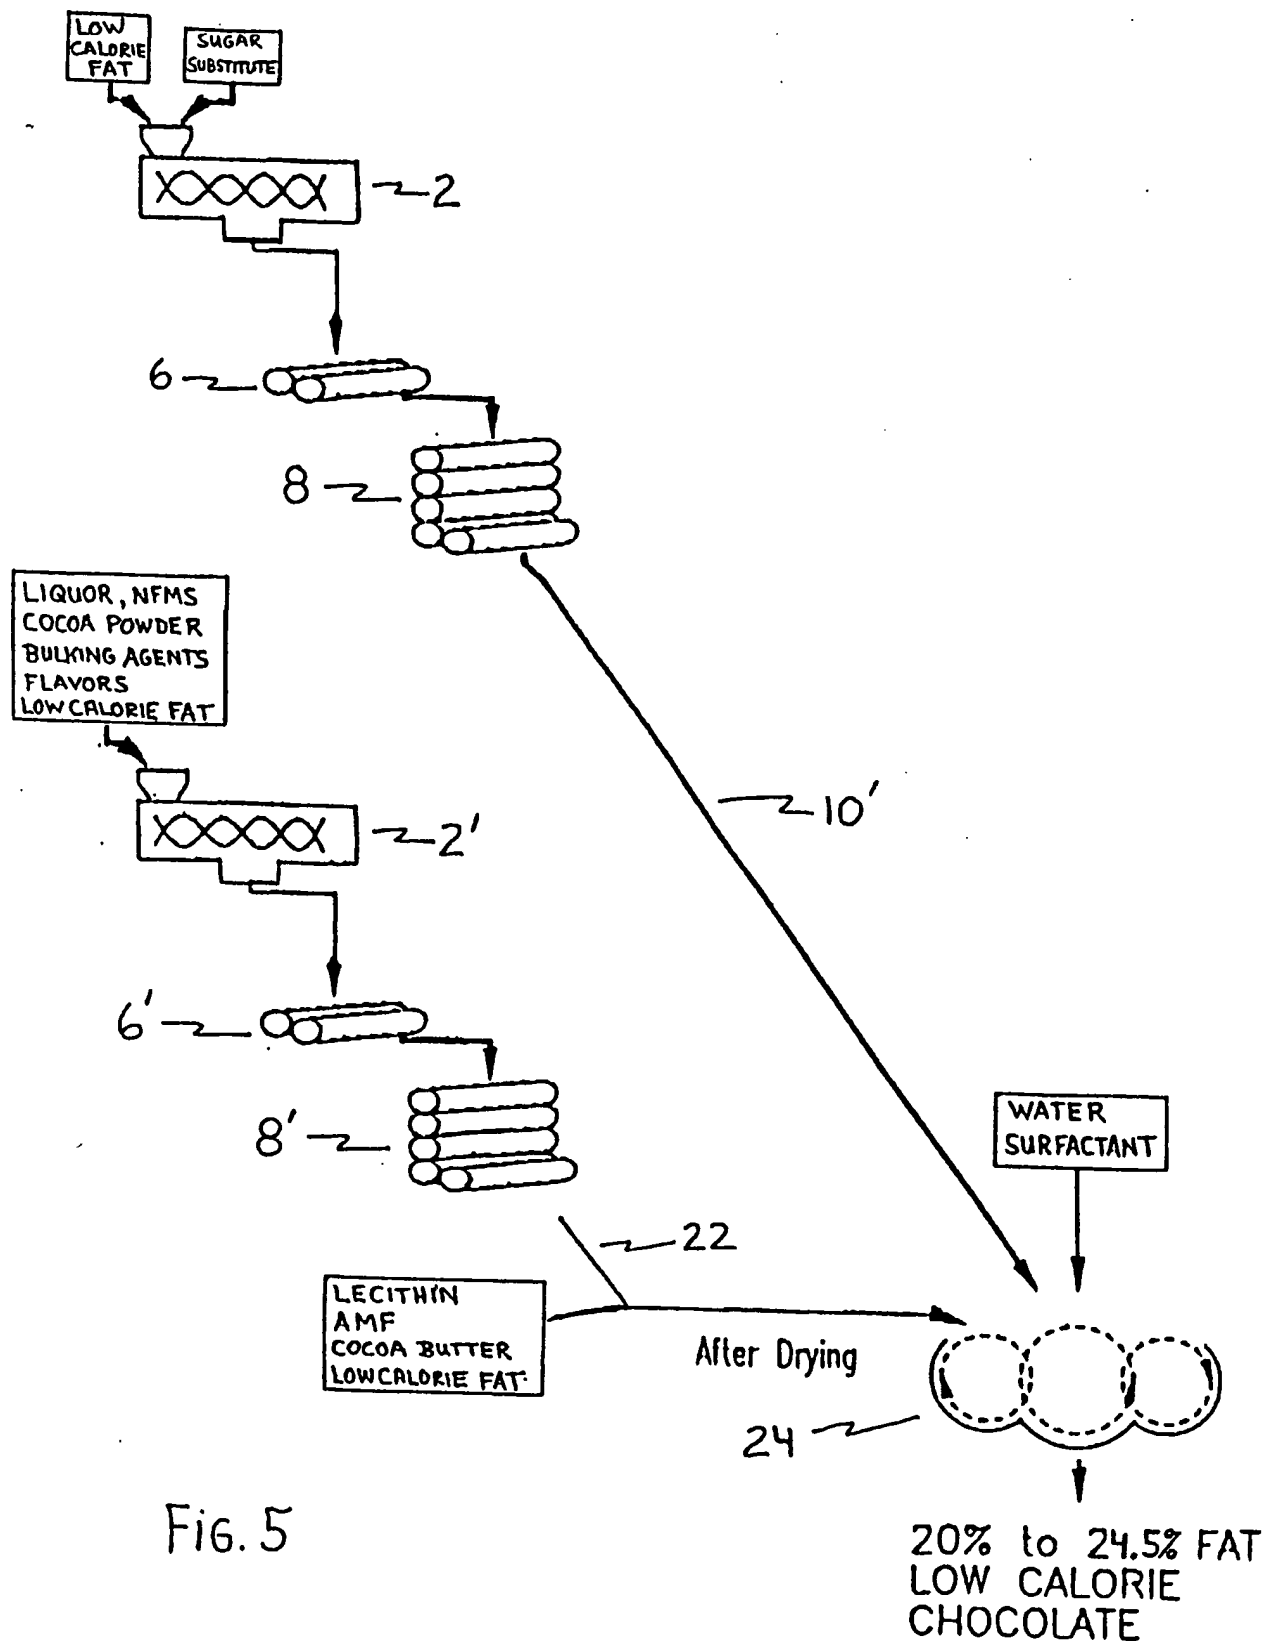 LOW
CALORIE
FAT
SUGAR
SUBSTITUTE
2
6
8
LIQUOR, NFMS
COCOA POWDER
BULKING AGENTS
FLAVORS
LOW CALORIE FAT
10'
2'
6'
8'
WATER
SURFACTANT
22
LECITHIN
AMF
COCOA BUTTER
LOW CALORIE FAT
After Drying
24
FIG. 5
20% to 24.5% FAT
LOW CALORIE
CHOCOLATE